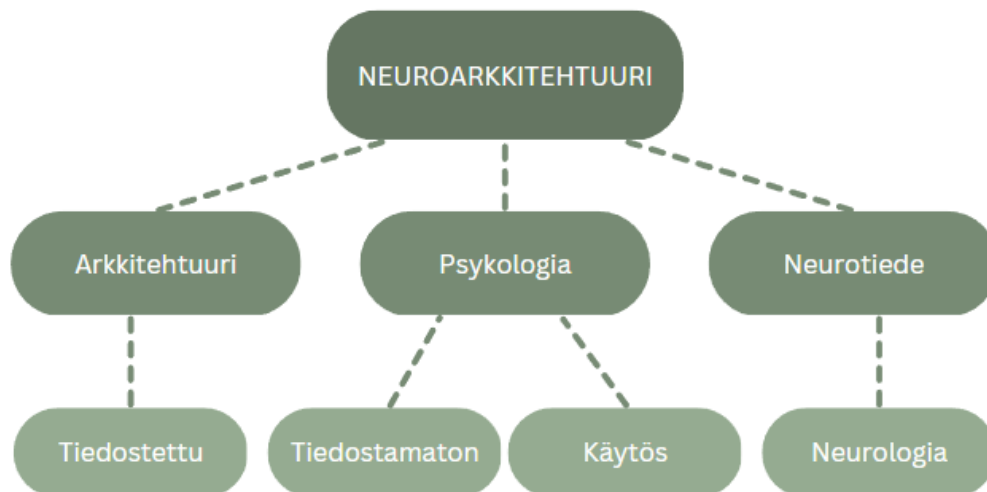 NEUROARKKITEHTUURI
Arkkitehtuuri
Psykologia
Neurotiede
Tiedostettu
Tiedostamaton
Käytös
Neurologia